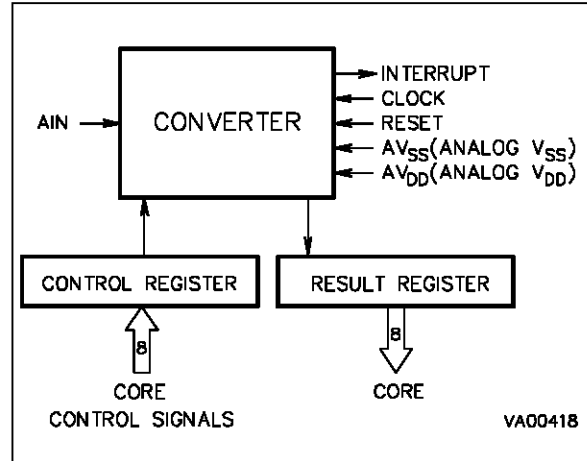 INTERRUPT
CLOCK
AIN
CONVERTER
RESET
AVSS(ANALOG VSS)
AVDD(ANALOG VDD)
CONTROL REGISTER
RESULT REGISTER
8
8
CORE
CORE
CONTROL SIGNALS
VA00418